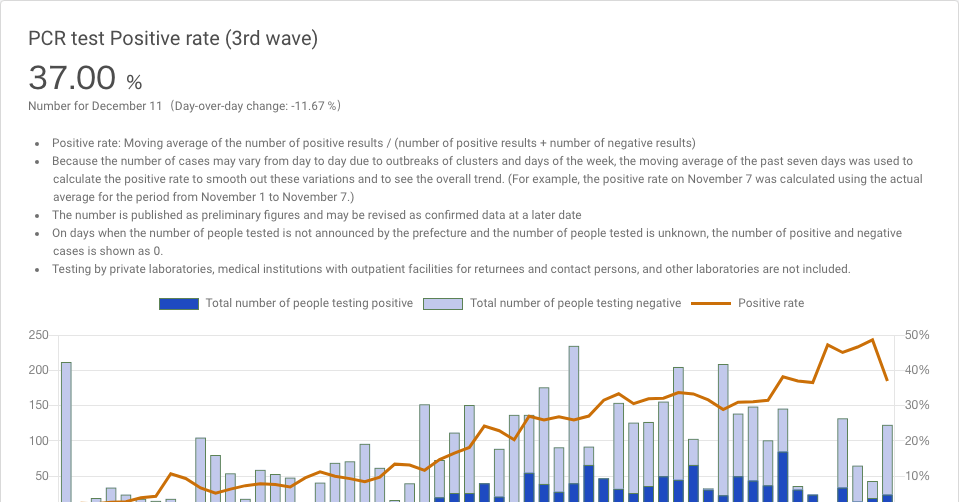 PCR test Positive rate (3rd wave)
37.00 %
Number for December 11 (Day-over-day change: -11.67 %)
• Positive rate: Moving average of the number of positive results / (number of positive results + number of negative results)
• Because the number of cases may vary from day to day due to outbreaks of clusters and days of the week, the moving average of the past seven days was used to
calculate the positive rate to smooth out these variations and to see the overall trend. (For example, the positive rate on November 7 was calculated using the actual
average for the period from November 1 to November 7.)
• The number is published as preliminary figures and may be revised as confirmed data at a later date
• On days when the number of people tested is not announced by the prefecture and the number of people tested is unknown, the number of positive and negative
cases is shown as 0.
• Testing by private laboratories, medical institutions with outpatient facilities for returnees and contact persons, and other laboratories are not included.
Total number of people testing positive Total number of people testing negative Positive rate
250 50%
200 40%
150 30%
100 20%
50 10%